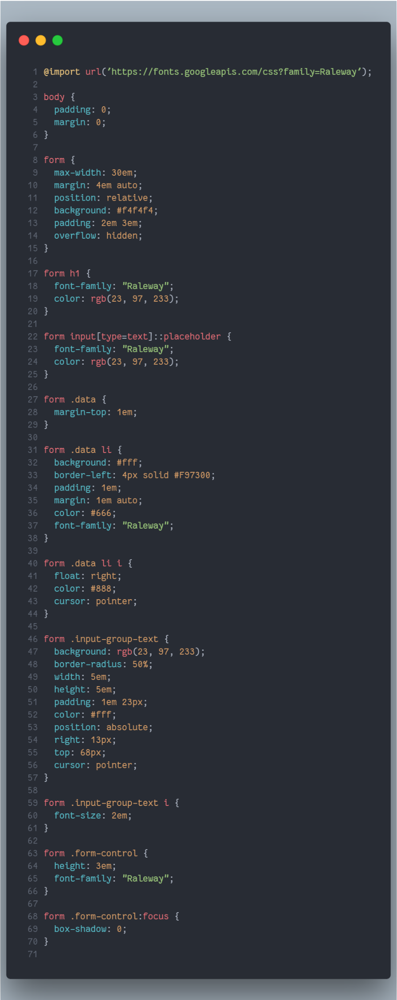 1 @import url('https://fonts.googleapis.com/css?family=Raleway');
2
3 body {
4   padding: 0;
5   margin: 0;
6 }
7
8 form {
9   max-width: 30em;
10   margin: 4em auto;
11   position: relative;
12   background: #f4f4f4;
13   padding: 2em 3em;
14   overflow: hidden;
15 }
16
17 form h1 {
18   font-family: "Raleway";
19   color: rgb(23, 97, 233);
20 }
21
22 form input[type=text]::placeholder {
23   font-family: "Raleway";
24   color: rgb(23, 97, 233);
25 }
26
27 form .data {
28   margin-top: 1em;
29 }
30
31 form .data li {
32   background: #fff;
33   border-left: 4px solid #F97300;
34   padding: 1em;
35   margin: 1em auto;
36   color: #666;
37   font-family: "Raleway";
38 }
39
40 form .data li i {
41   float: right;
42   color: #888;
43   cursor: pointer;
44 }
45
46 form .input-group-text {
47   background: rgb(23, 97, 233);
48   border-radius: 50%;
49   width: 5em;
50   height: 5em;
51   padding: 1em 23px;
52   color: #fff;
53   position: absolute;
54   right: 13px;
55   top: 68px;
56   cursor: pointer;
57 }
58
59 form .input-group-text i {
60   font-size: 2em;
61 }
62
63 form .form-control {
64   height: 3em;
65   font-family: "Raleway";
66 }
67
68 form .form-control:focus {
69   box-shadow: 0;
70 }
71